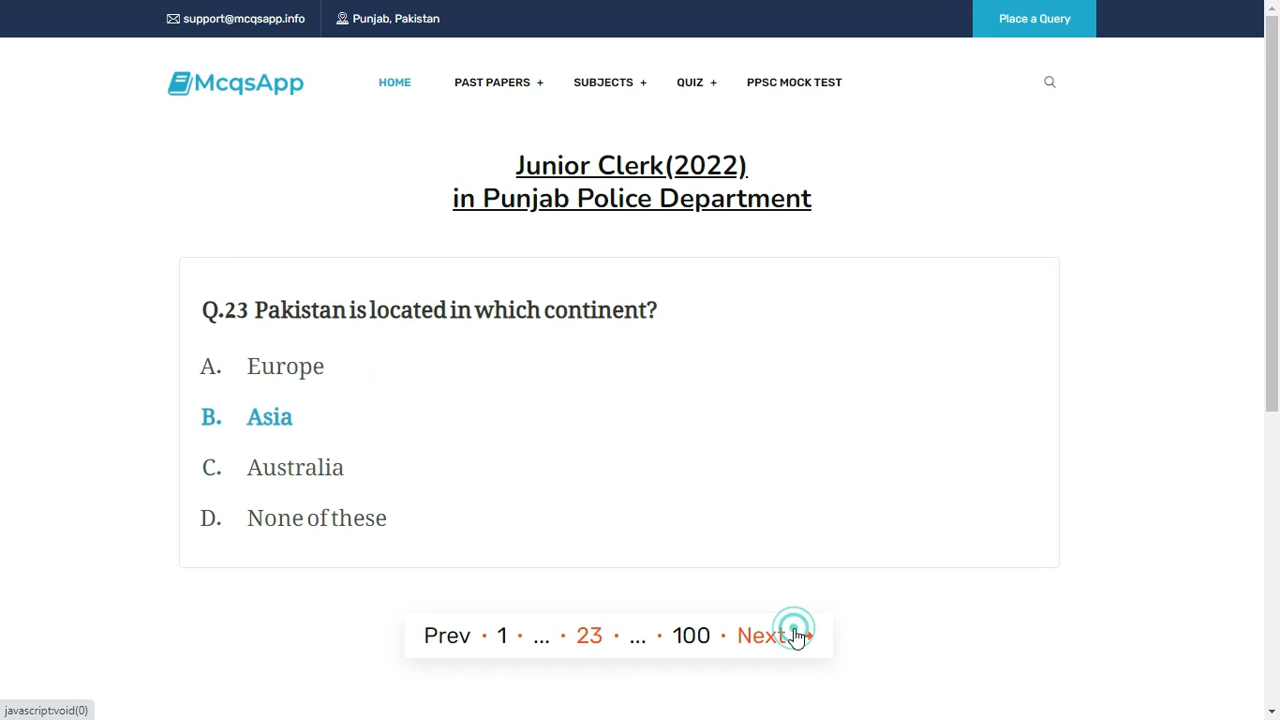 support@mcqsapp.info
Punjab, Pakistan
Place a Query
McqsApp
HOME
PAST PAPERS +
SUBJECTS +
QUIZ +
PPSC MOCK TEST
Junior Clerk(2022)
in Punjab Police Department
Q.23 Pakistan is located in which continent?
A. Europe
B. Asia
C. Australia
D. None of these
Prev • 1 • ... • 23 • ... • 100 • Next
javascript:void(0)